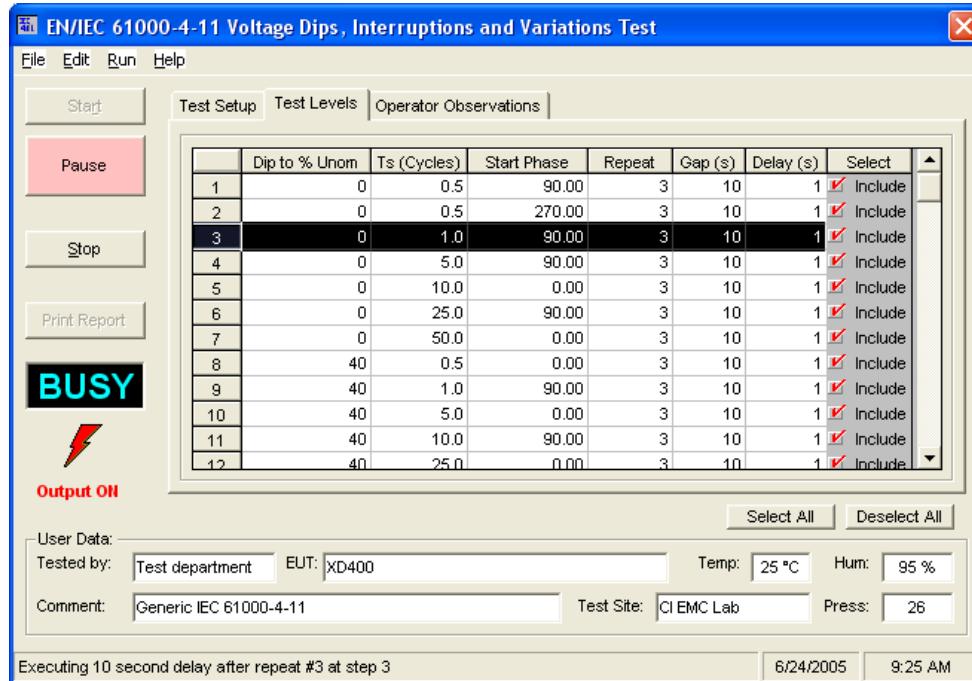 EN/IEC 61000-4-11 Voltage Dips, Interruptions and Variations Test
File Edit Run Help
Start
Pause
Stop
Print Report
BUSY
Output ON
Test Setup Test Levels Operator Observations
Dip to % Unom Ts (Cycles) Start Phase Repeat Gap (s) Delay (s) Select
1 0 0.5 90.00 3 10 1 Include
2 0 0.5 270.00 3 10 1 Include
3 0 1.0 90.00 3 10 1 Include
4 0 5.0 90.00 3 10 1 Include
5 0 10.0 0.00 3 10 1 Include
6 0 25.0 90.00 3 10 1 Include
7 0 50.0 0.00 3 10 1 Include
8 40 0.5 0.00 3 10 1 Include
9 40 1.0 90.00 3 10 1 Include
10 40 5.0 0.00 3 10 1 Include
11 40 10.0 90.00 3 10 1 Include
12 40 25.0 0.00 3 10 1 Include
Select All Deselect All
User Data:
Tested by: Test department EUT: XD400 Temp: 25 °C Hum: 95 %
Comment: Generic IEC 61000-4-11 Test Site: CI EMC Lab Press: 26
Executing 10 second delay after repeat #3 at step 3 6/24/2005 9:25 AM